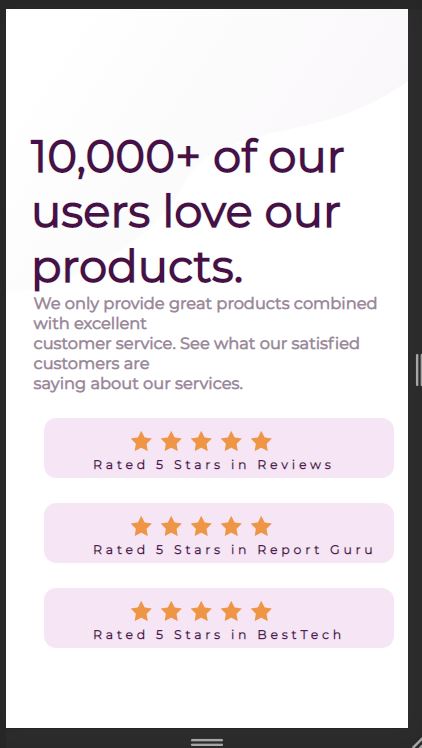 10,000+ of our
users love our
products.
We only provide great products combined
with excellent
customer service. See what our satisfied
customers are
saying about our services.
Rated 5 Stars in Reviews
Rated 5 Stars in Report Guru
Rated 5 Stars in BestTech